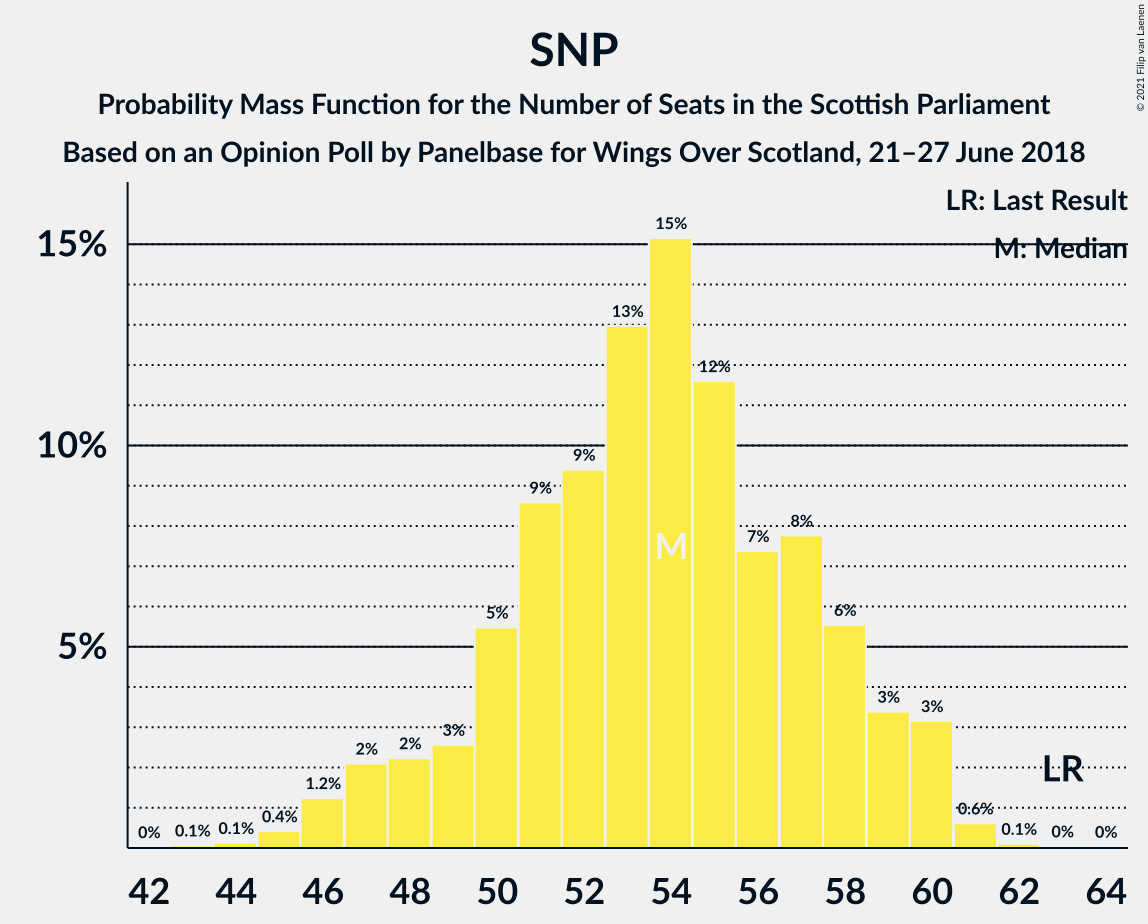 SNP
Probability Mass Function for the Number of Seats in the Scottish Parliament
Based on an Opinion Poll by Panelbase for Wings Over Scotland, 21–27 June 2018
© 2021 Filip van Laenen
LR: Last Result
M: Median
15%
10%
5%
0%
0.1%
0.1%
0.4%
1.2%
2%
2%
3%
5%
9%
9%
13%
15%
12%
7%
8%
6%
3%
3%
0.6%
0.1%
0%
0%
M
LR
42 44 46 48 50 52 54 56 58 60 62 64